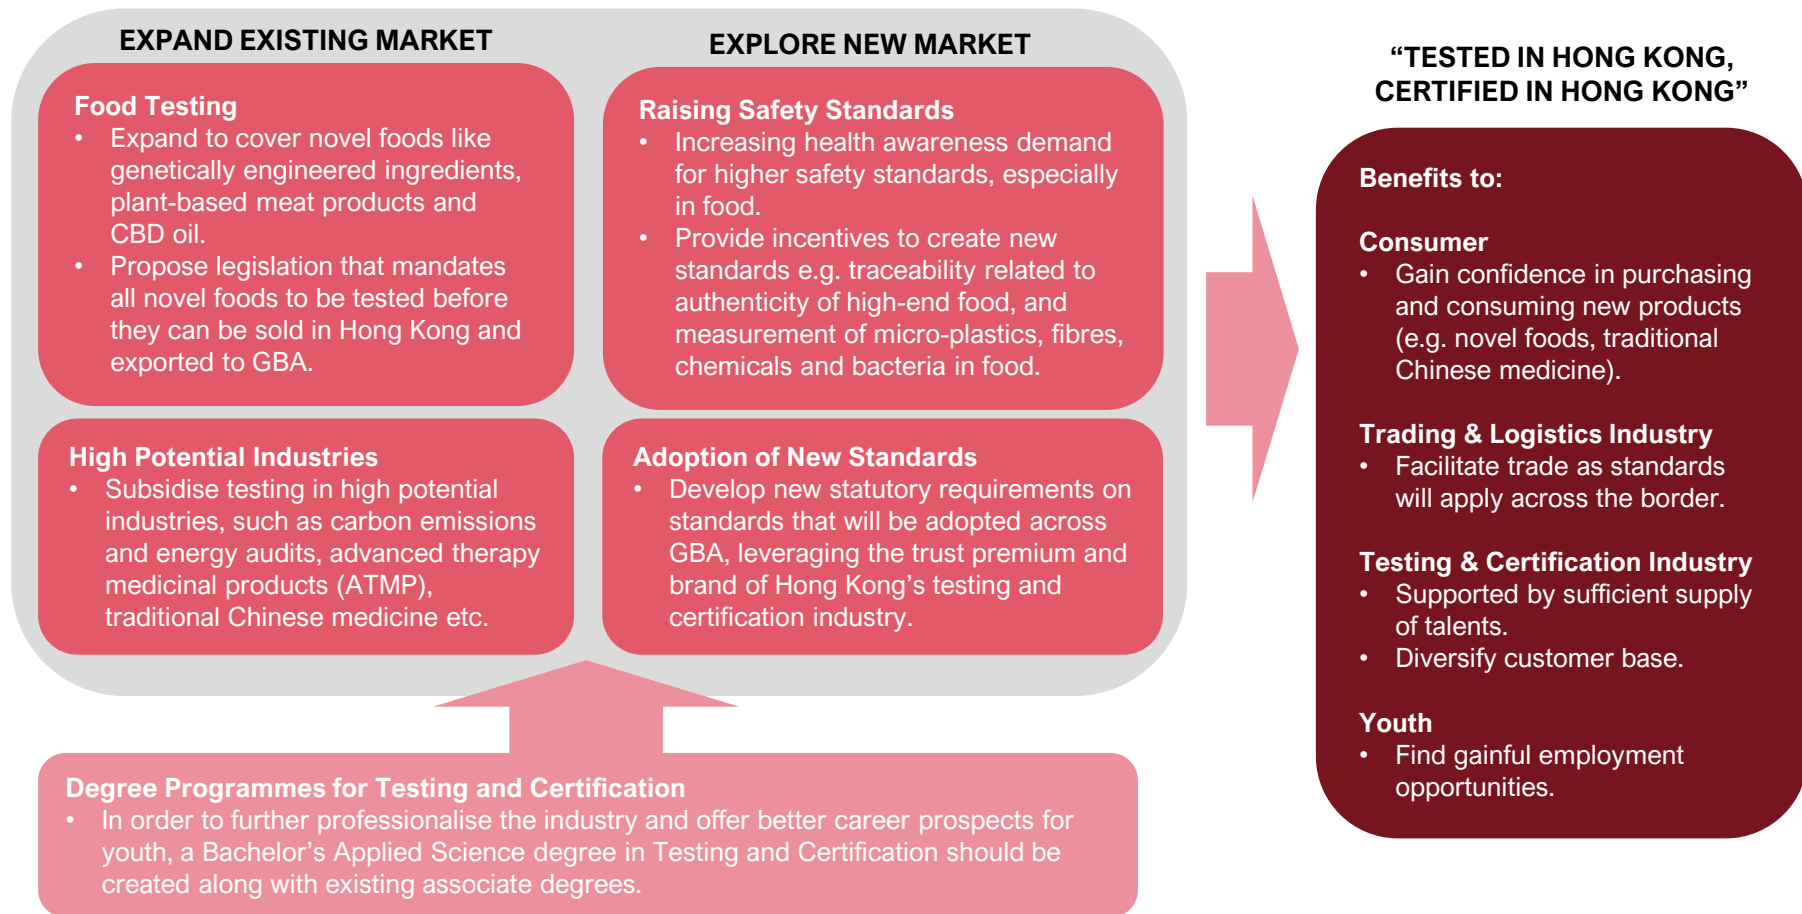 EXPAND EXISTING MARKET
Food Testing
• Expand to cover novel foods like
genetically engineered ingredients,
plant-based meat products and
CBD oil.
• Propose legislation that mandates
all novel foods to be tested before
they can be sold in Hong Kong and
exported to GBA.
High Potential Industries
• Subsidise testing in high potential
industries, such as carbon emissions
and energy audits, advanced therapy
medicinal products (ATMP),
traditional Chinese medicine etc.
EXPLORE NEW MARKET
Raising Safety Standards
• Increasing health awareness demand
for higher safety standards, especially
in food.
• Provide incentives to create new
standards e.g. traceability related to
authenticity of high-end food, and
measurement of micro-plastics, fibres,
chemicals and bacteria in food.
Adoption of New Standards
• Develop new statutory requirements on
standards that will be adopted across
GBA, leveraging the trust premium and
brand of Hong Kong’s testing and
certification industry.
Degree Programmes for Testing and Certification
• In order to further professionalise the industry and offer better career prospects for
youth, a Bachelor’s Applied Science degree in Testing and Certification should be
created along with existing associate degrees.
“TESTED IN HONG KONG,
CERTIFIED IN HONG KONG”
Benefits to:
Consumer
• Gain confidence in purchasing
and consuming new products
(e.g. novel foods, traditional
Chinese medicine).
Trading & Logistics Industry
• Facilitate trade as standards
will apply across the border.
Testing & Certification Industry
• Supported by sufficient supply
of talents.
• Diversify customer base.
Youth
• Find gainful employment
opportunities.